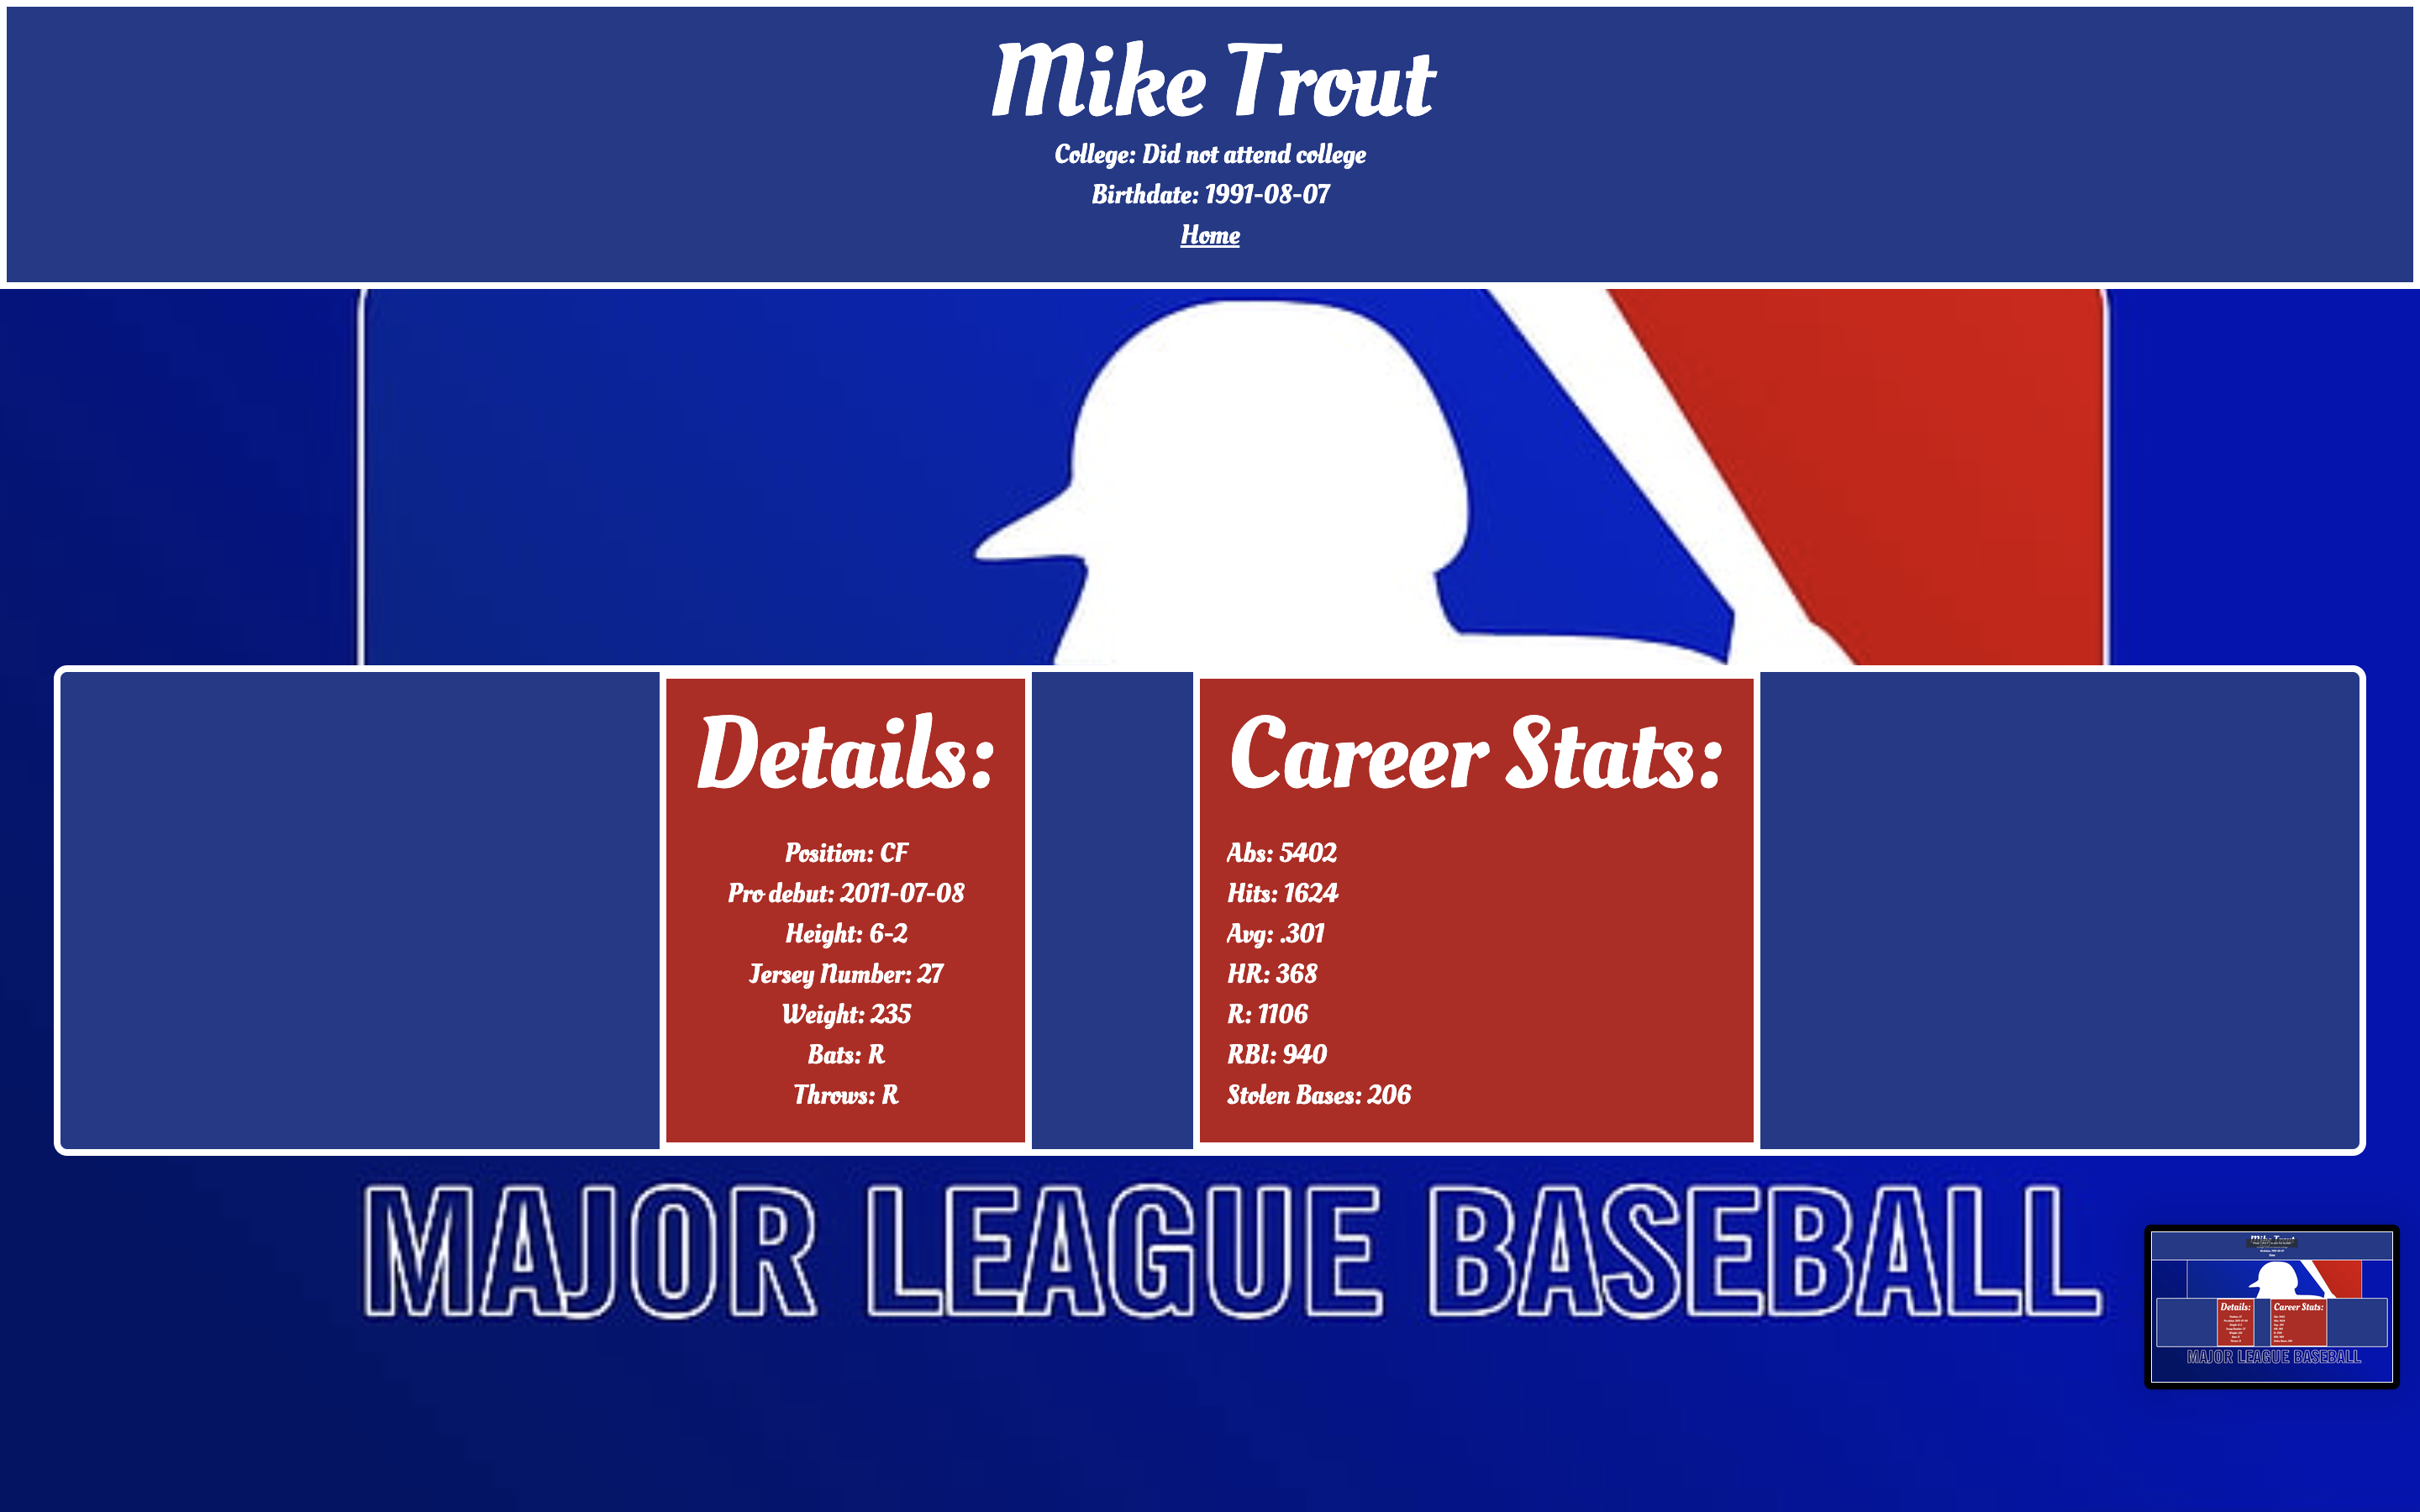 Mike Trout
College: Did not attend college
Birthdate: 1991-08-07
Home
Details:
Position: CF
Pro debut: 2011-07-08
Height: 6-2
Jersey Number: 27
Weight: 235
Bats: R
Throws: R
Career Stats:
Abs: 5402
Hits: 1624
Avg: .301
HR: 368
R: 1106
RBI: 940
Stolen Bases: 206
MAJOR LEAGUE BASEBALL
Details:
Career Stats:
MAJOR LEAGUE BASEBALL